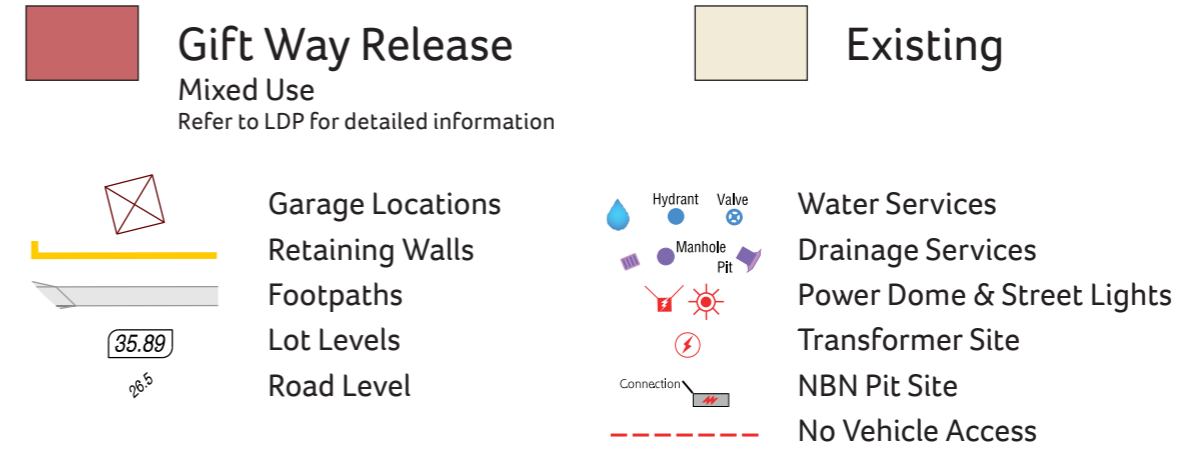 Gift Way Release
Mixed Use
Refer to LDP for detailed information
Existing
Garage Locations
Retaining Walls
Footpaths
35.89 Lot Levels
26.5 Road Level
Hydrant Valve Water Services
Manhole Pit Drainage Services
Power Dome & Street Lights
Transformer Site
Connection NBN Pit Site
No Vehicle Access